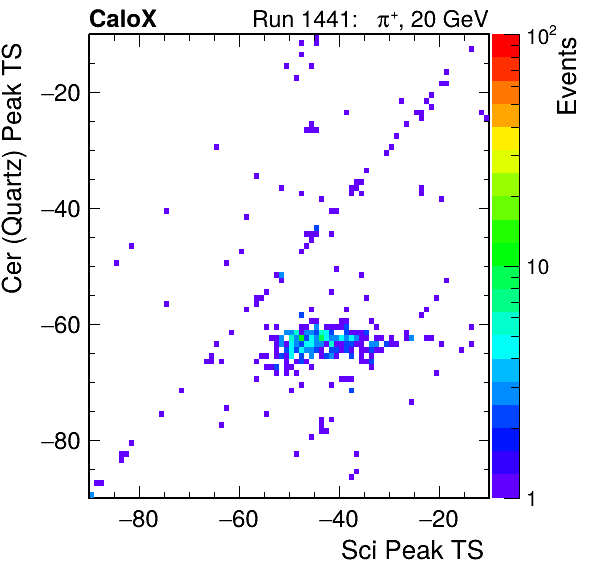 CaloX
Run 1441: π⁺, 20 GeV
Cer (Quartz) Peak TS
−20
−40
−60
−80
−80
−60
−40
−20
Sci Peak TS
10²
10
1
Events